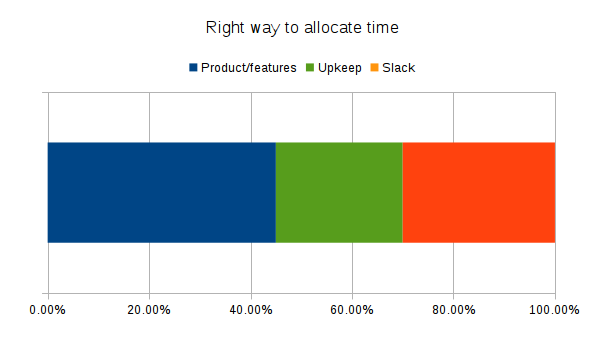 Right way to allocate time
Product/features Upkeep Slack
0.00% 20.00% 40.00% 60.00% 80.00% 100.00%